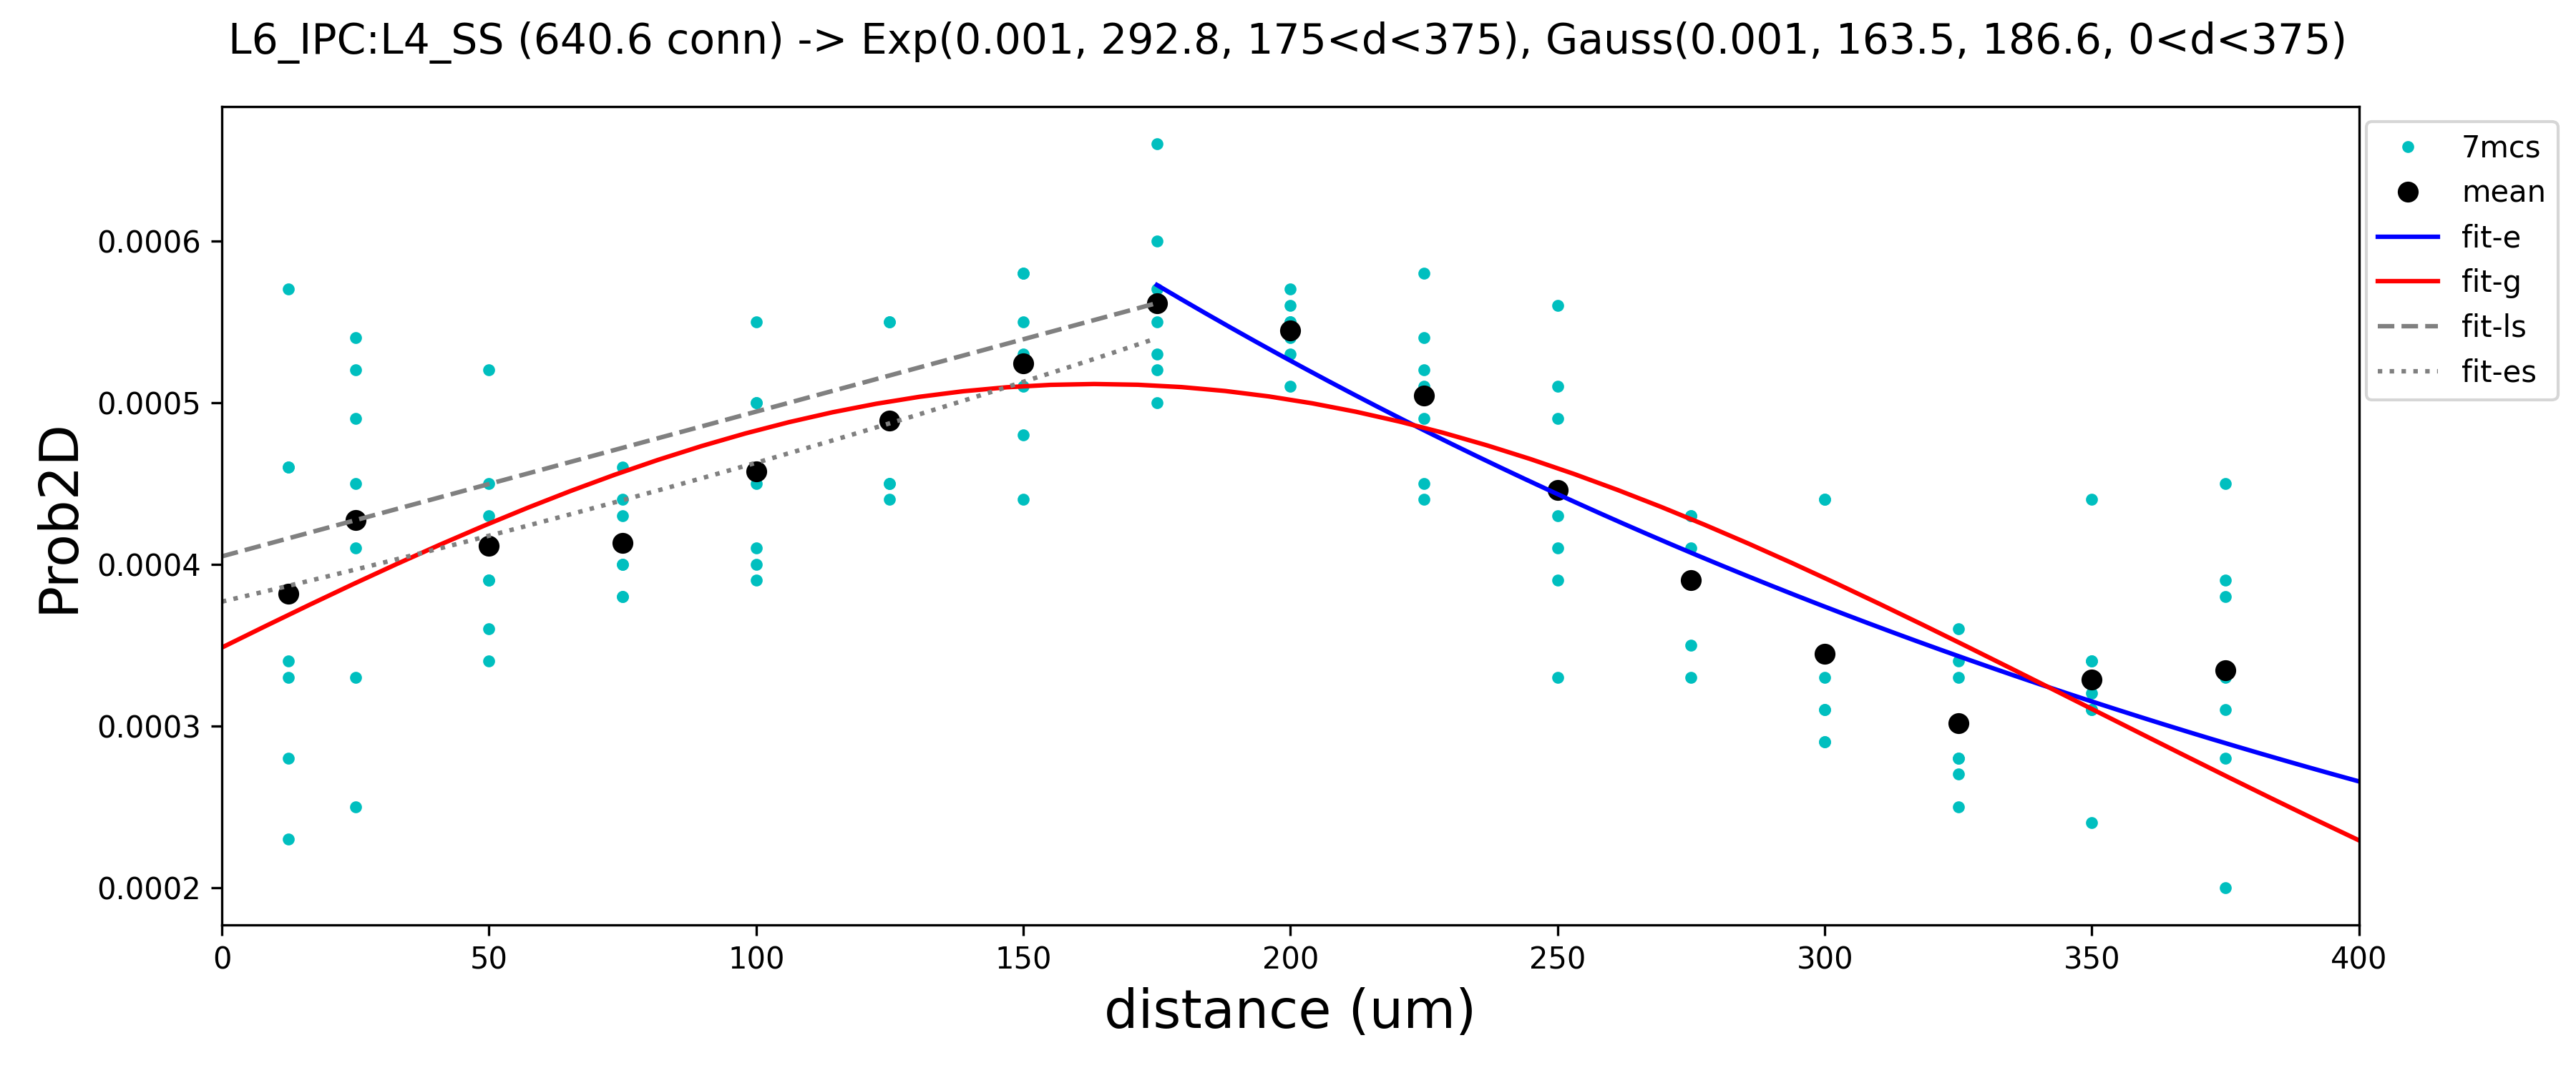 L6_IPC:L4_SS (640.6 conn) -> Exp(0.001, 292.8, 175<d<375), Gauss(0.001, 163.5, 186.6, 0<d<375)
7mcs
mean
fit-e
fit-g
fit-ls
fit-es
Prob2D
0.0006
0.0005
0.0004
0.0003
0.0002
0 50 100 150 200 250 300 350 400
distance (um)